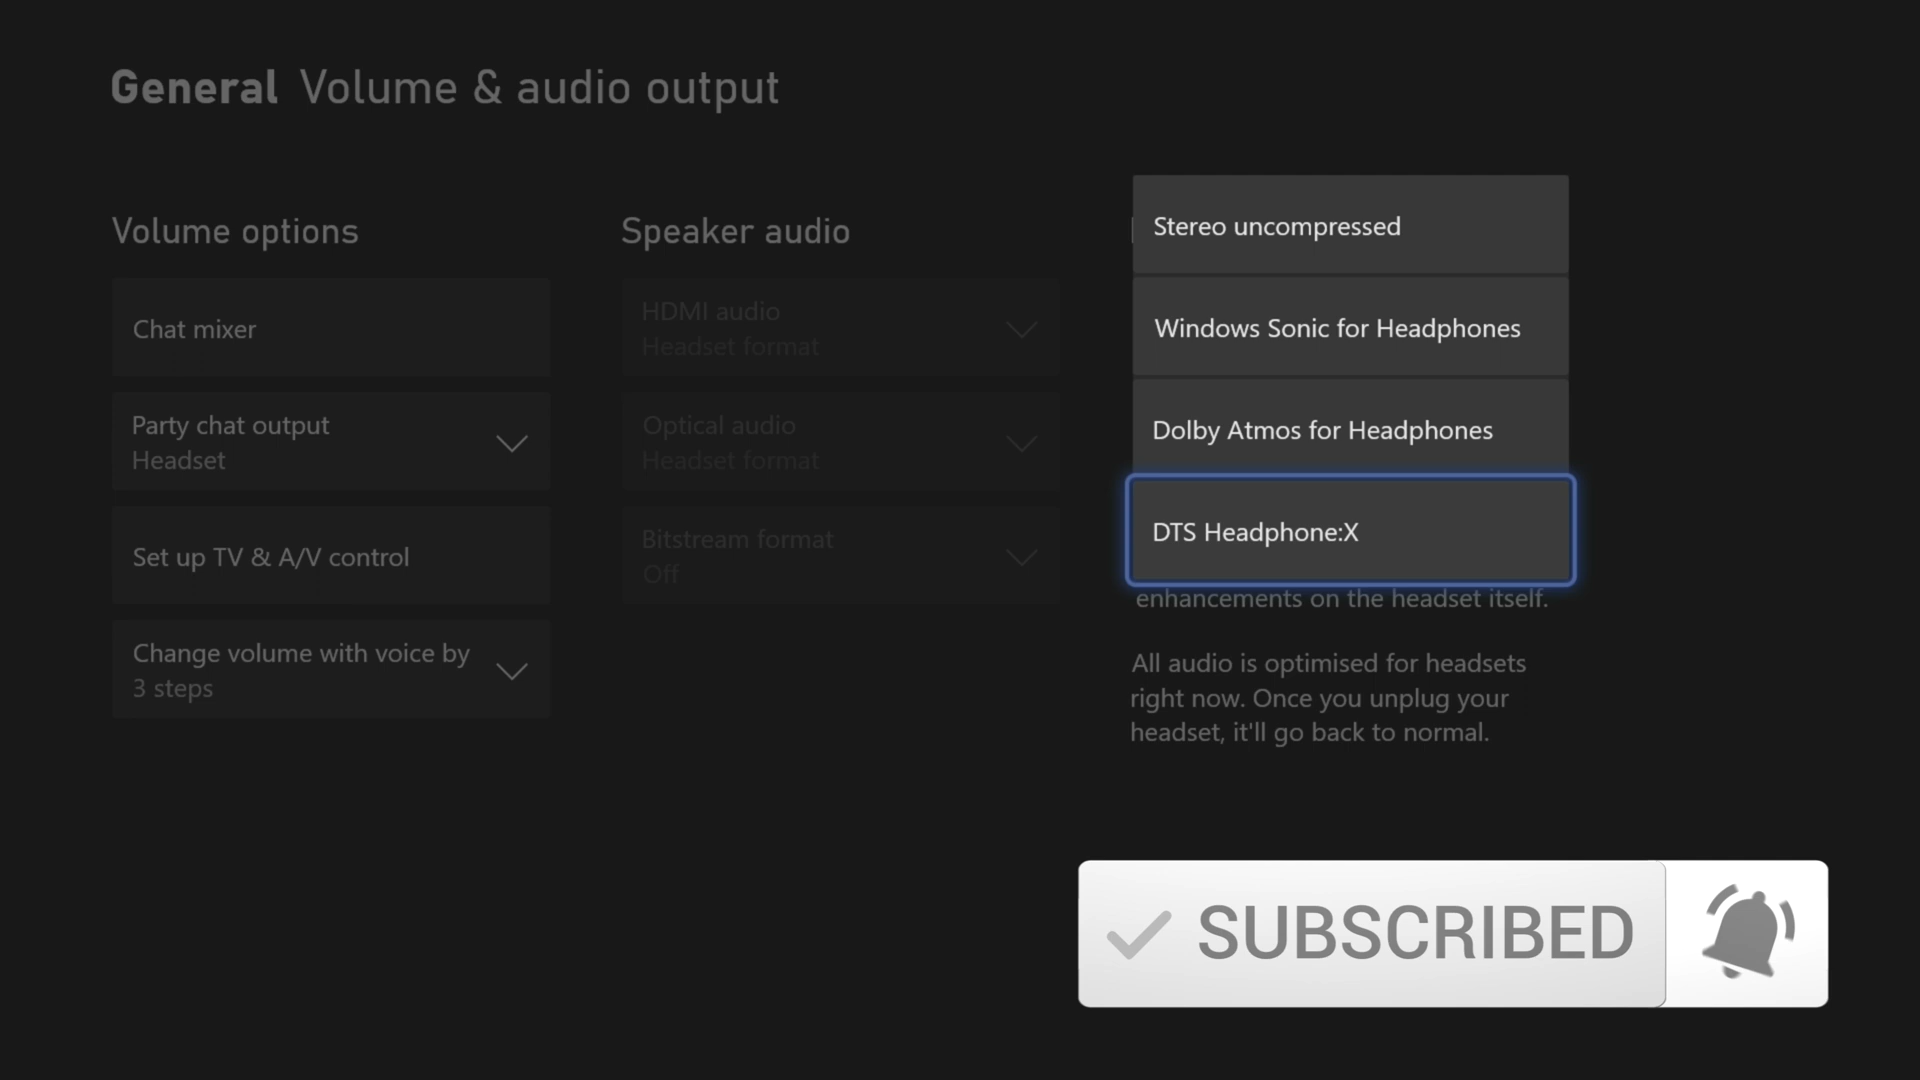 General Volume & audio output
Volume options
Chat mixer
Party chat output
Headset
Set up TV & A/V control
Change volume with voice by
3 steps
Speaker audio
HDMI audio
Headset format
Optical audio
Headset format
Bitstream format
Off
Stereo uncompressed
Windows Sonic for Headphones
Dolby Atmos for Headphones
DTS Headphone:X
enhancements on the headset itself.
All audio is optimised for headsets
right now. Once you unplug your
headset, it'll go back to normal.
SUBSCRIBED